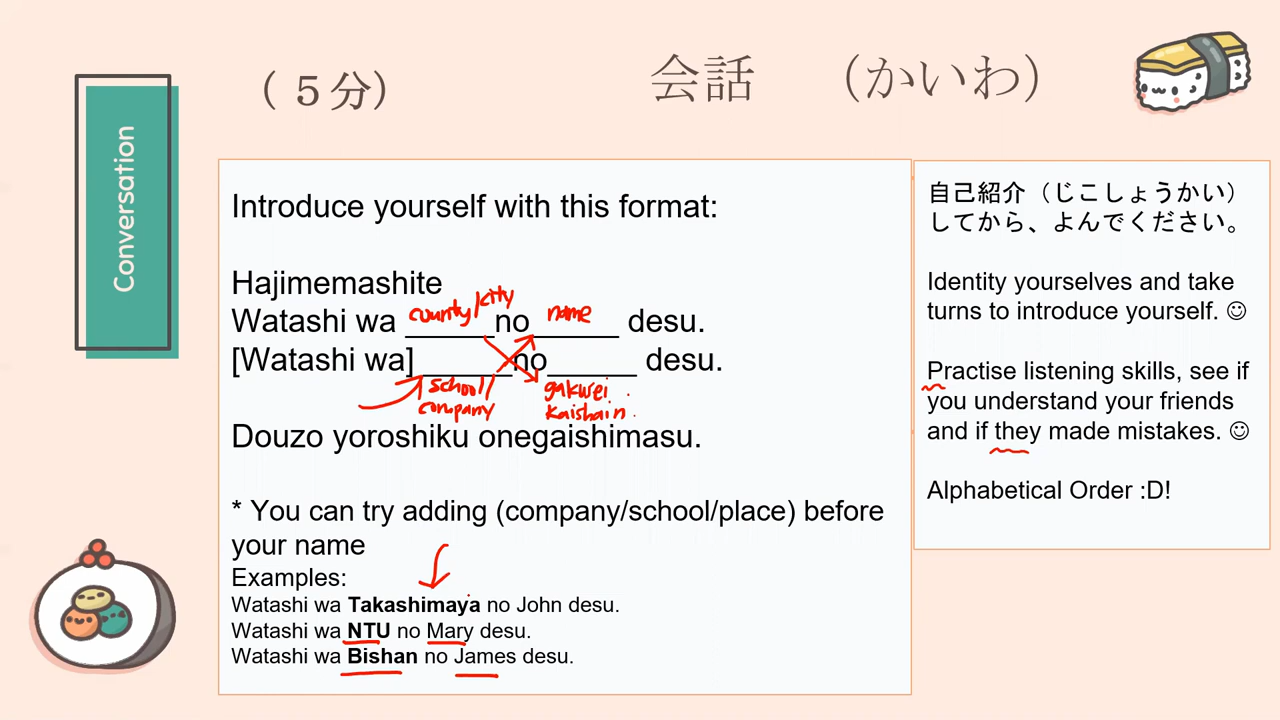 Conversation
（５分）
会話　（かいわ）
Introduce yourself with this format:
Hajimemashite
country/city name
Watashi wa ______no______ desu.
[Watashi wa]______no______ desu.
school/ gakusei
company kaishain
Douzo yoroshiku onegaishimasu.
* You can try adding (company/school/place) before
your name
Examples:
Watashi wa Takashimaya no John desu.
Watashi wa NTU no Mary desu.
Watashi wa Bishan no James desu.
自己紹介（じこしょうかい）
してから、よんでください。
Identity yourselves and take
turns to introduce yourself. ☺
Practise listening skills, see if
you understand your friends
and if they made mistakes. ☺
Alphabetical Order :D!